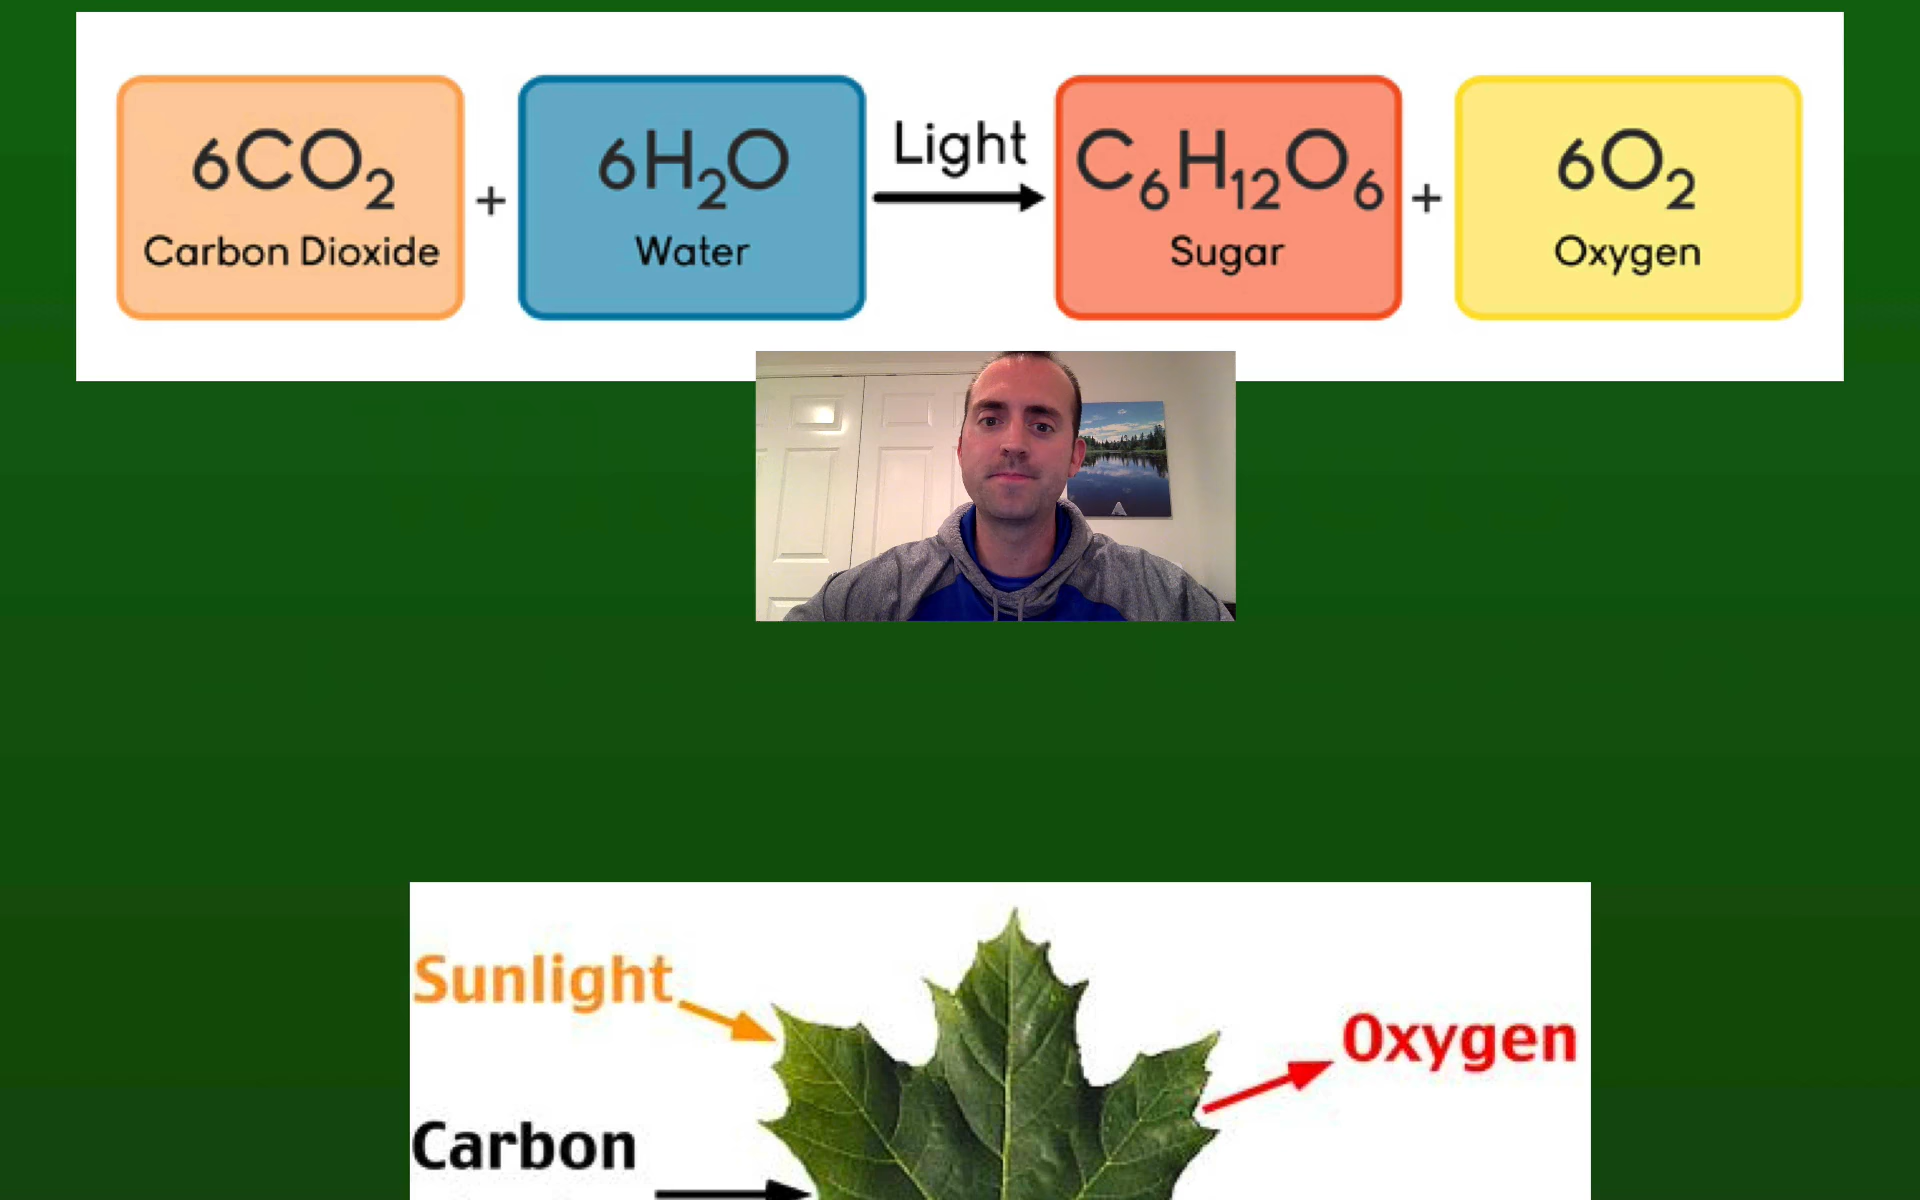 6CO₂ + 6H₂O Light C₆H₁₂O₆ + 6O₂
Carbon Dioxide Water Sugar Oxygen
Sunlight
Oxygen
Carbon